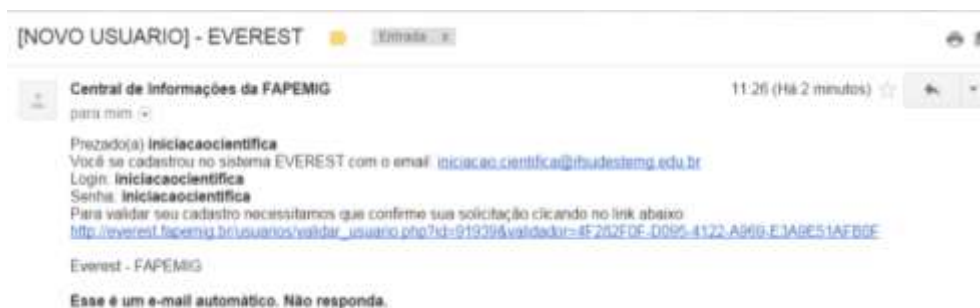 [NOVO USUARIO] - EVEREST Entrada x
Central de Informações da FAPEMIG 11:26 (Há 2 minutos)
para mim
Prezado(a) iniciacaocientifica
Você se cadastrou no sistema EVEREST com o email: iniciacao.cientifica@ifsudestemg.edu.br
Login: iniciacaocientifica
Senha: iniciacaocientifica
Para validar seu cadastro necessitamos que confirme sua solicitação clicando no link abaixo
Everest - FAPEMIG
Esse é um e-mail automático. Não responda.